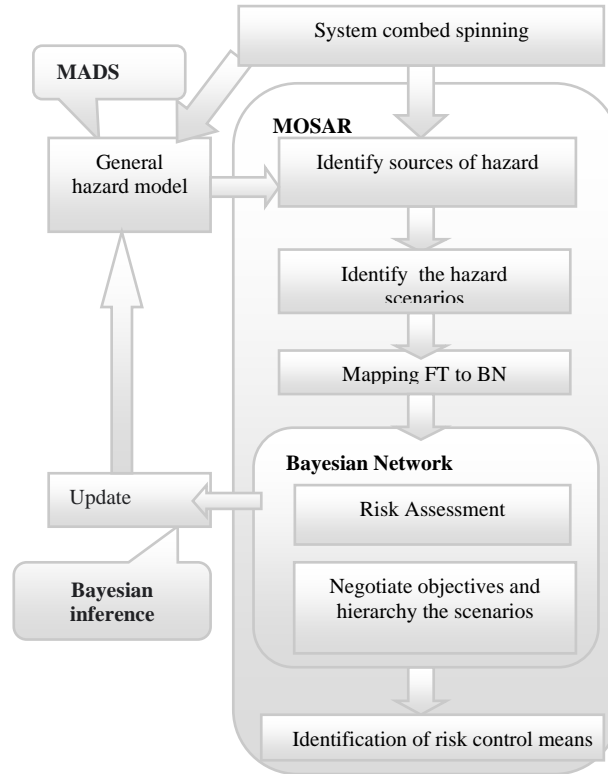 System combed spinning
MADS
MOSAR
General
hazard model
Identify sources of hazard
Identify the hazard
scenarios
Mapping FT to BN
Bayesian Network
Update
Risk Assessment
Bayesian
inference
Negotiate objectives and
hierarchy the scenarios
Identification of risk control means